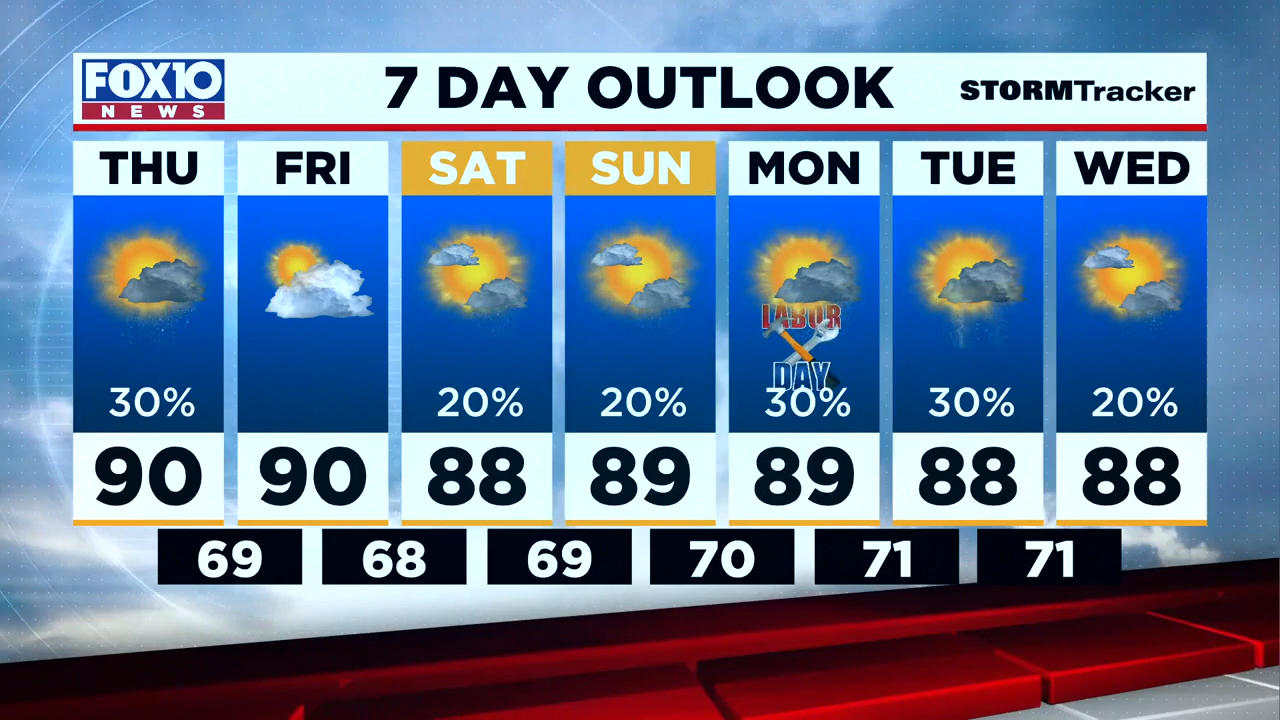 FOX10
NEWS
7 DAY OUTLOOK
STORMTracker
THU FRI SAT SUN MON TUE WED
LABOR
DAY
30% 20% 20% 30% 30% 20%
90 90 88 89 89 88 88
69 68 69 70 71 71